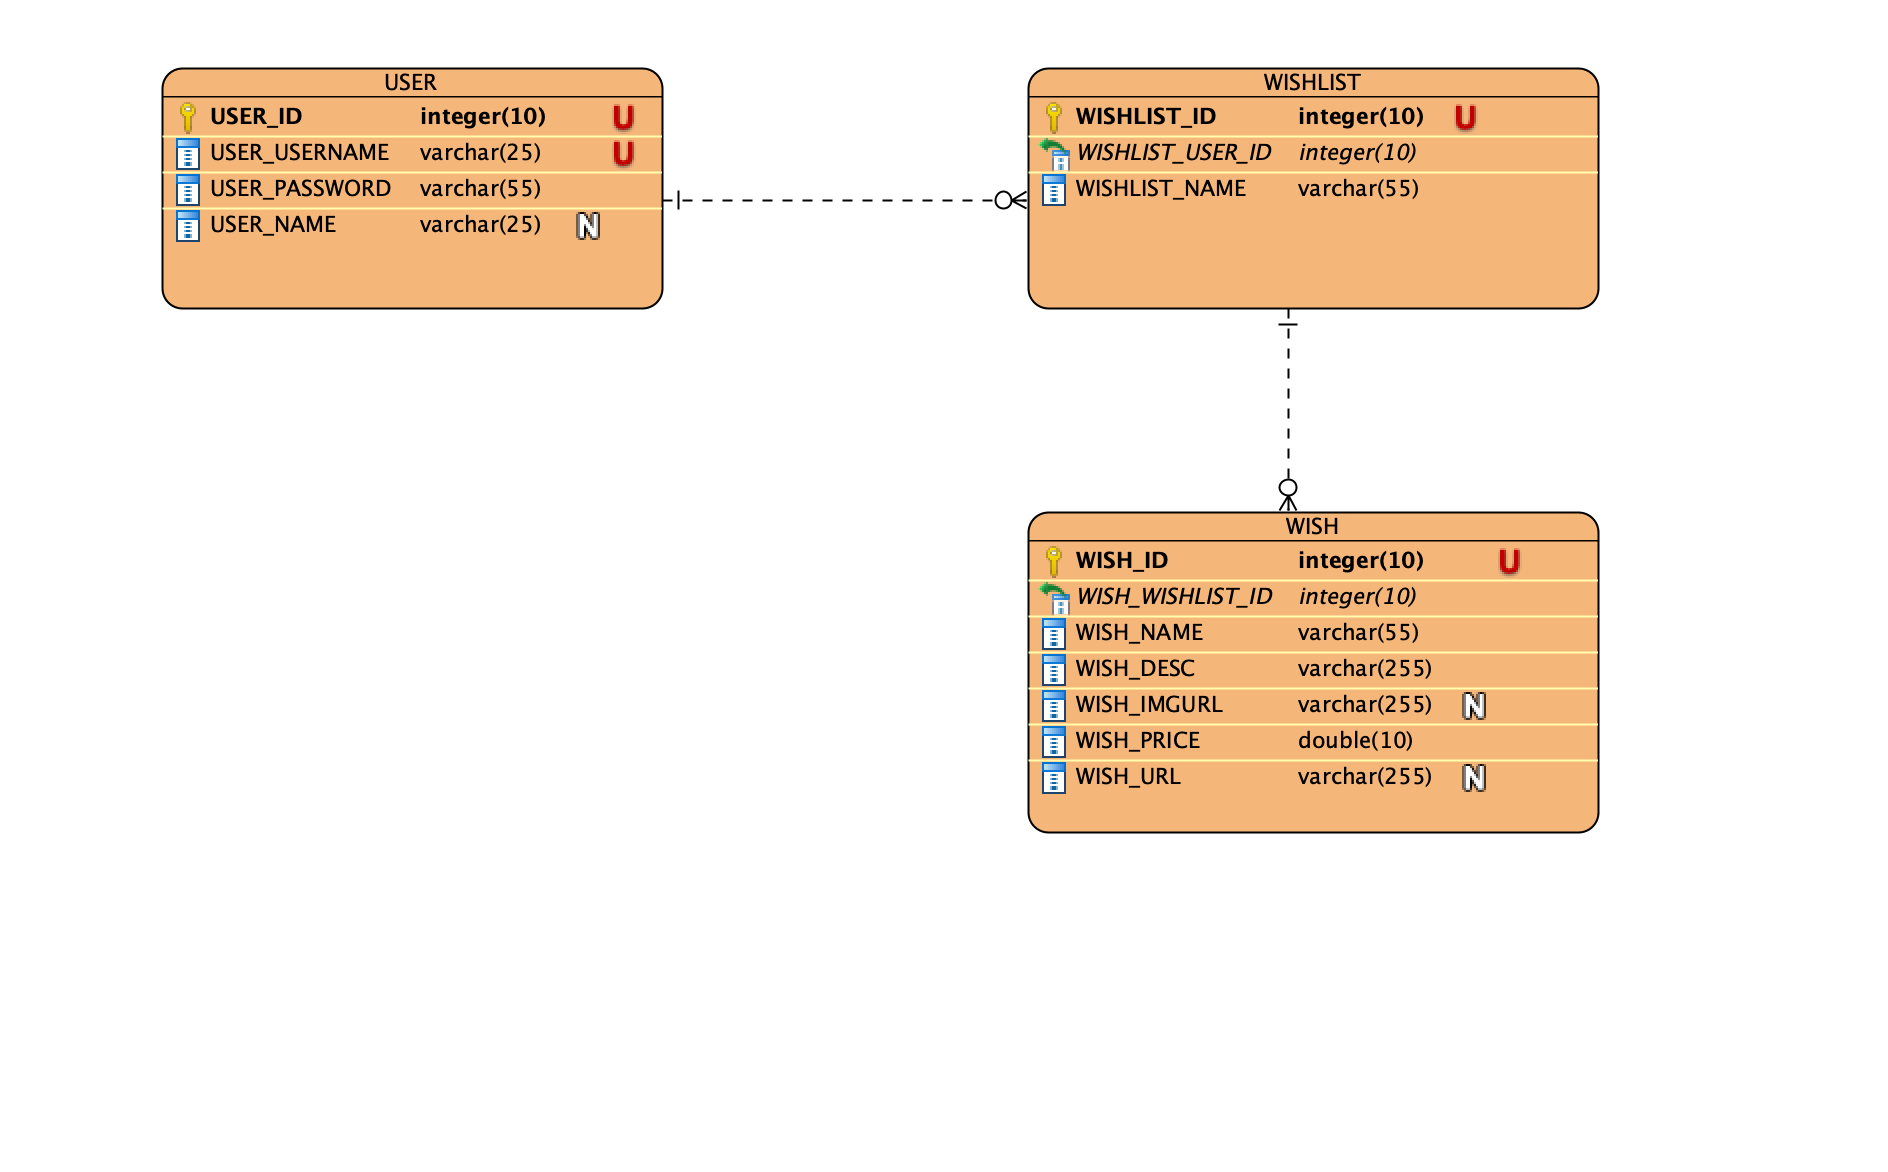 USER
USER_ID integer(10) U
USER_USERNAME varchar(25) U
USER_PASSWORD varchar(55)
USER_NAME varchar(25) N
WISHLIST
WISHLIST_ID integer(10) U
WISHLIST_USER_ID integer(10)
WISHLIST_NAME varchar(55)
WISH
WISH_ID integer(10) U
WISH_WISHLIST_ID integer(10)
WISH_NAME varchar(55)
WISH_DESC varchar(255)
WISH_IMGURL varchar(255) N
WISH_PRICE double(10)
WISH_URL varchar(255) N